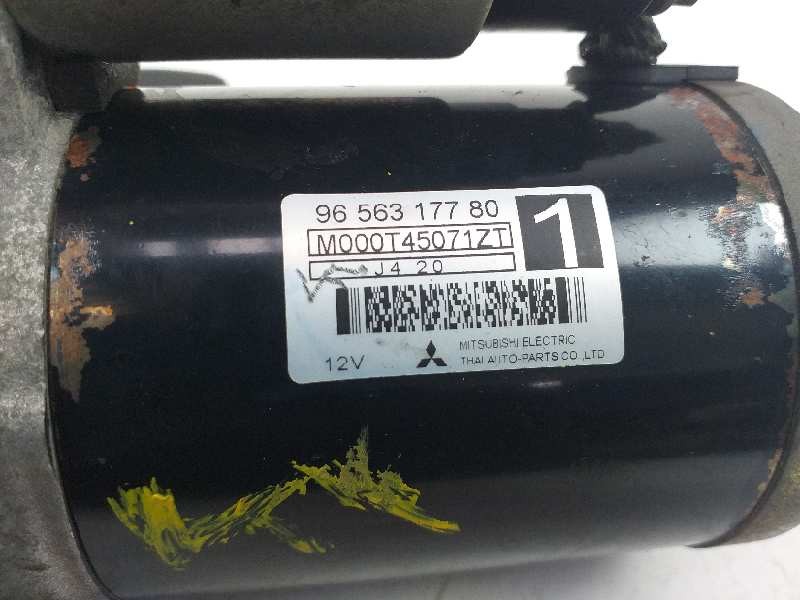 96 563 177 80
1
M000T45071ZT
J4 20
12V
MITSUBISHI ELECTRIC
THAI AUTO-PARTS CO.,LTD